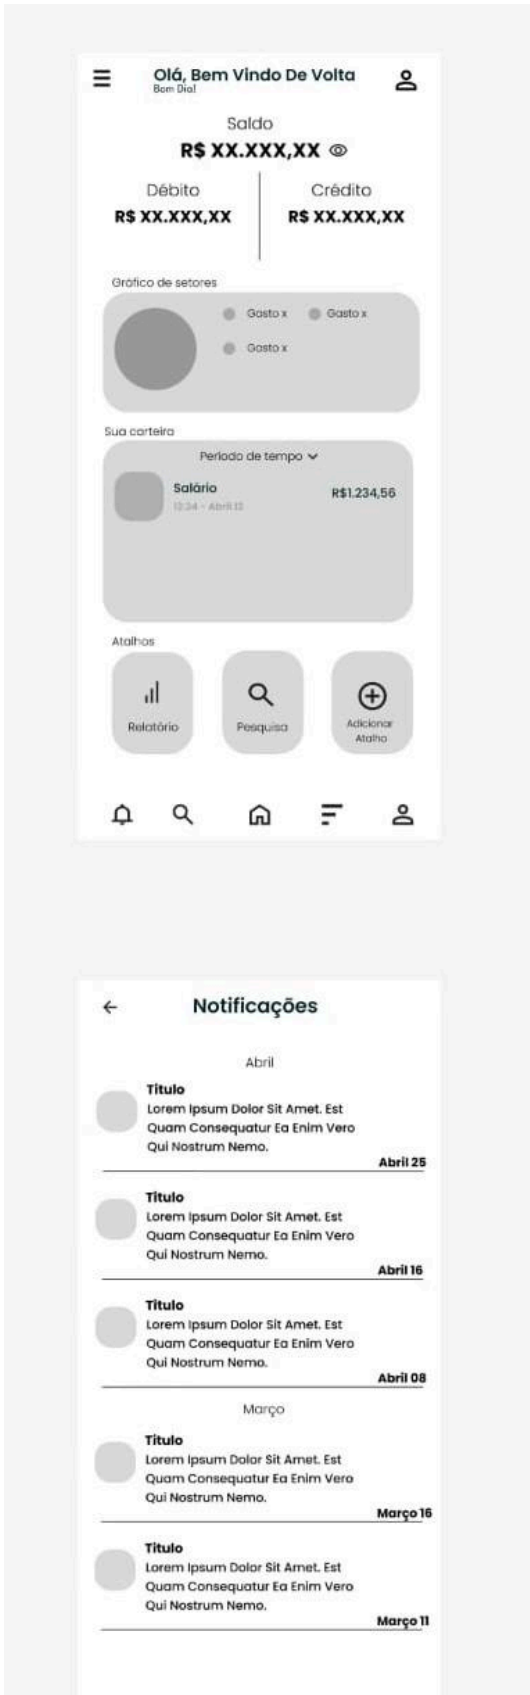 Olá, Bem Vindo De Volta
Bom Dia!
Saldo
R$ XX.XXX,XX
Débito
Crédito
R$ XX.XXX,XX
R$ XX.XXX,XX
Gráfico de setores
Gasto x
Gasto x
Gasto x
Sua carteira
Período de tempo
Salário
R$1.234,56
Abril
Atalhos
Relatório
Pesquisa
Adicionar
Atalho
Notificações
Abril
Título
Lorem Ipsum Dolor Sit Amet. Est
Quam Consequatur Ea Enim Vero
Qui Nostrum Nemo.
Abril 25
Título
Lorem Ipsum Dolor Sit Amet. Est
Quam Consequatur Ea Enim Vero
Qui Nostrum Nemo.
Abril 16
Título
Lorem Ipsum Dolor Sit Amet. Est
Quam Consequatur Ea Enim Vero
Qui Nostrum Nemo.
Abril 08
Março
Título
Lorem Ipsum Dolor Sit Amet. Est
Quam Consequatur Ea Enim Vero
Qui Nostrum Nemo.
Março 16
Título
Lorem Ipsum Dolor Sit Amet. Est
Quam Consequatur Ea Enim Vero
Qui Nostrum Nemo.
Março 11